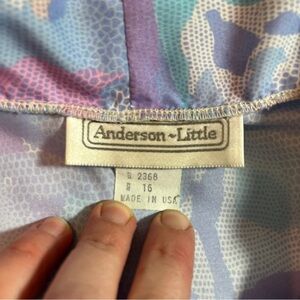 Anderson-Little
2368
16
MADE IN USA